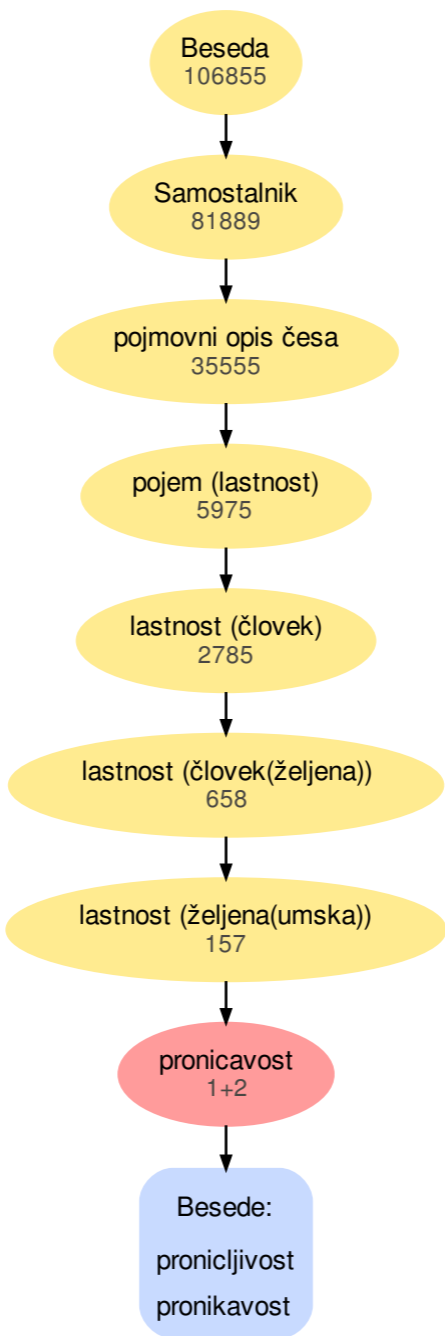 Beseda
106855
Samostalnik
81889
pojmovni opis česa
35555
pojem (lastnost)
5975
lastnost (človek)
2785
lastnost (človek(željena))
658
lastnost (željena(umska))
157
pronicavost
1+2
Besede:
pronicljivost
pronikavost